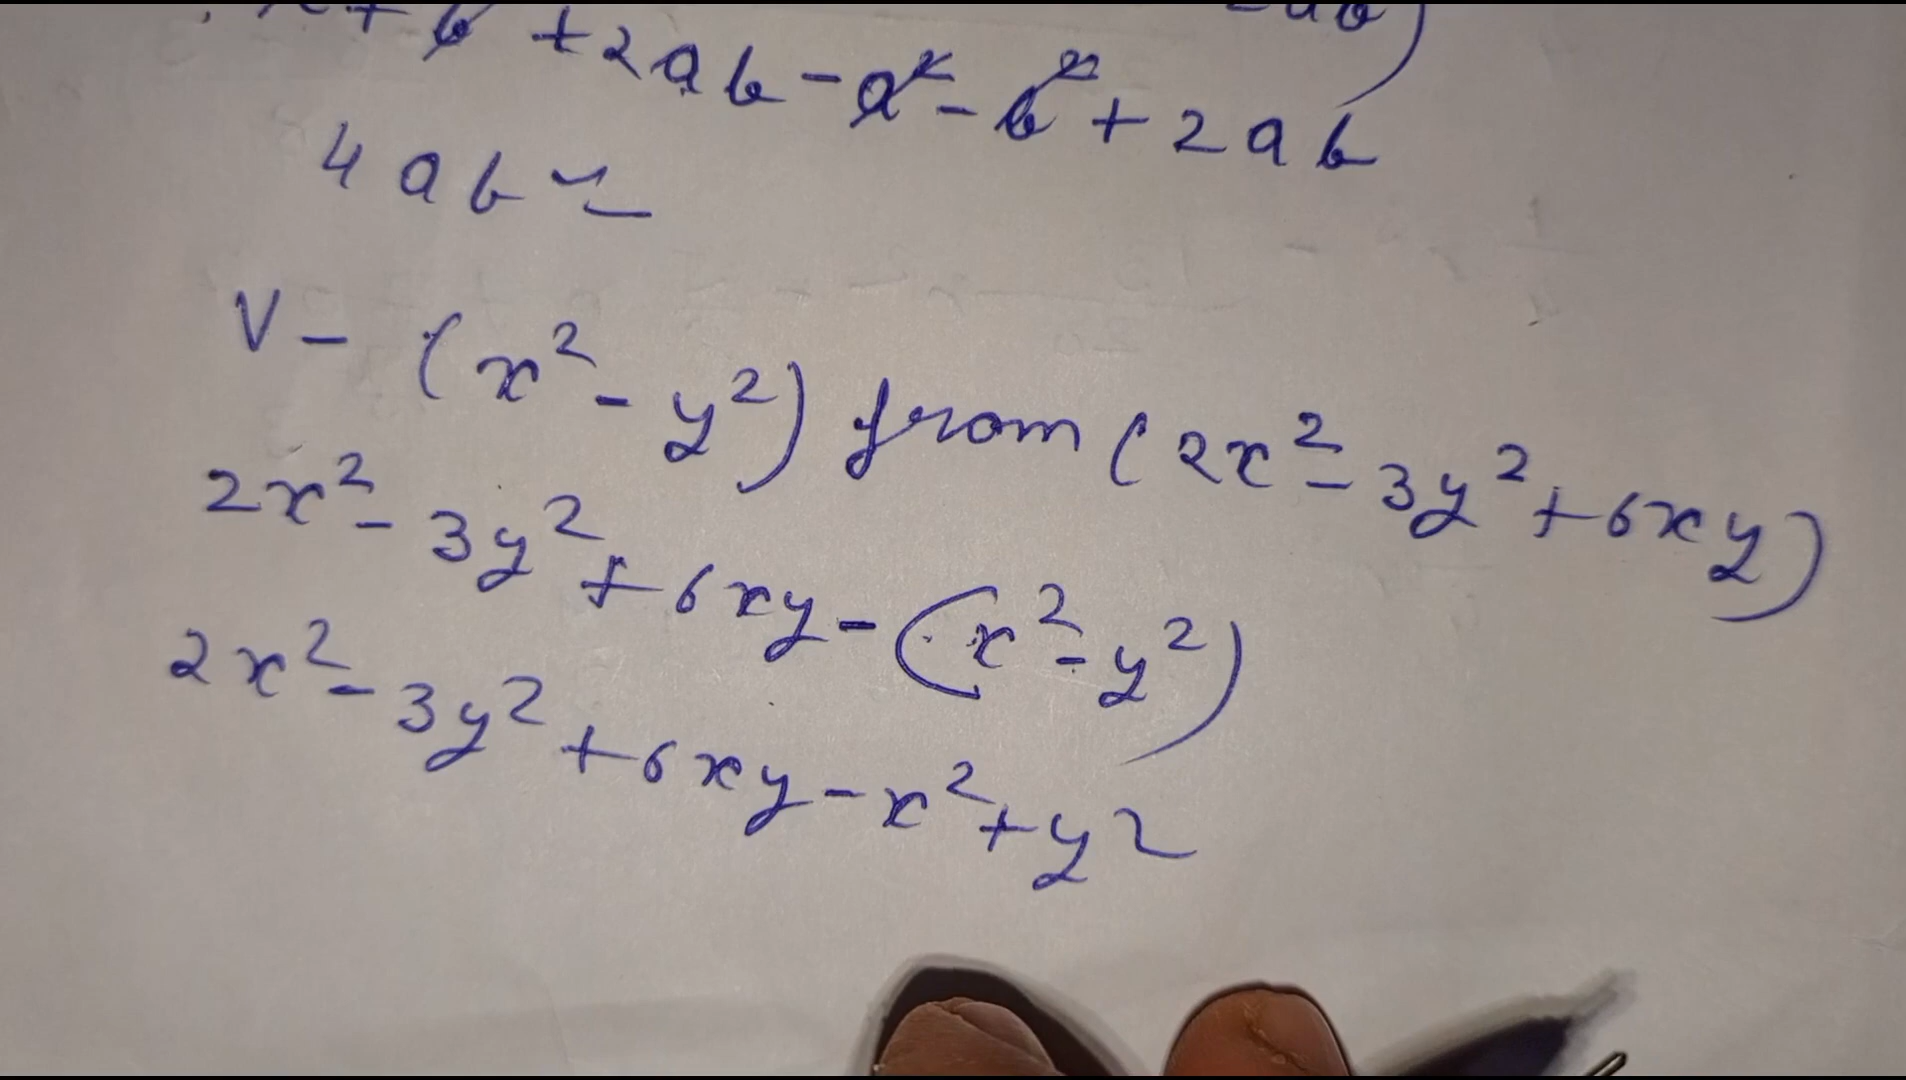 + b + 2ab - a² - b² + 2ab
4ab
V - (x² - y²) from (2x² - 3y² + 6xy)
2x² - 3y² + 6xy - (x² - y²)
2x² - 3y² + 6xy - x² + y2